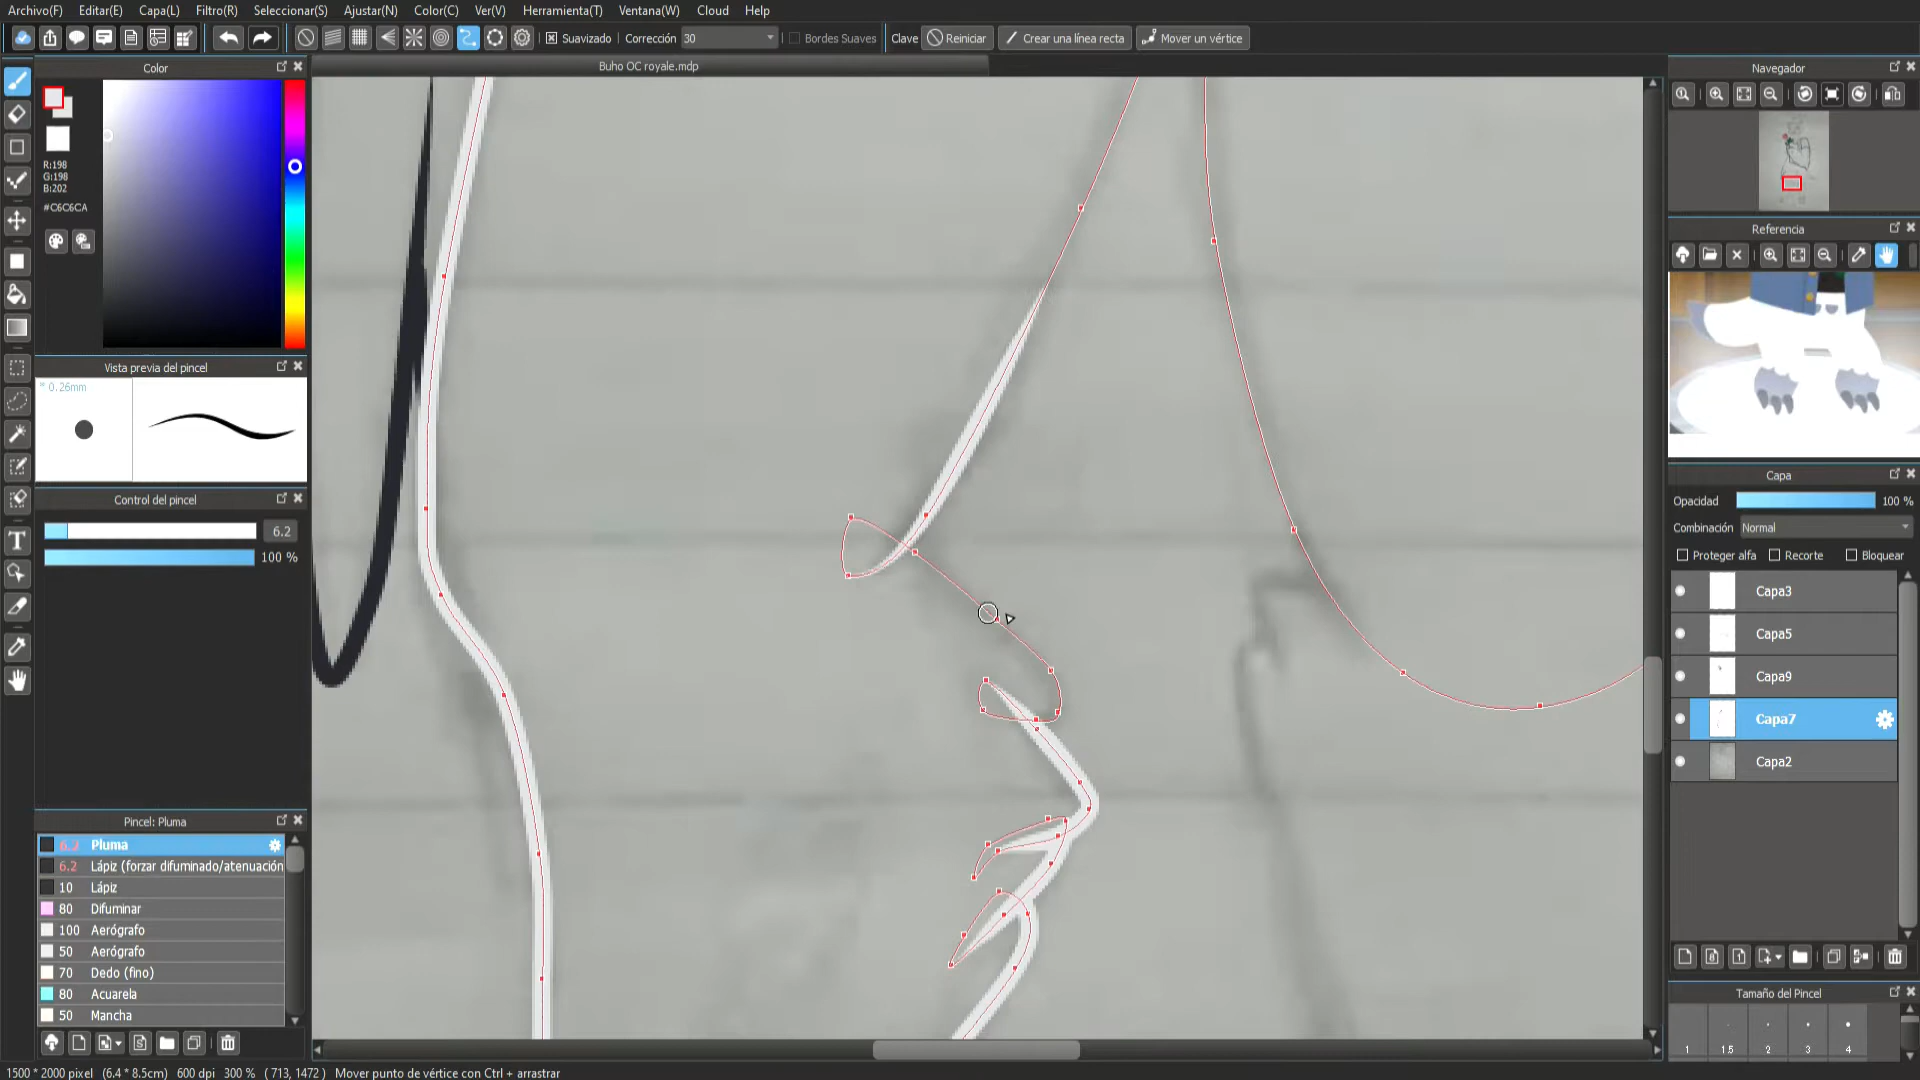 Archivo(F) Editar(E) Capa(L) Filtro(R) Seleccionar(S) Ajustar(N) Color(C) Ver(V) Herramienta(T) Ventana(W) Cloud Help
Suavizado Corrección 30 Bordes Suaves Clave Reiniciar Crear una línea recta Mover un vértice
Buho OC royale.mdp
Color
R:198
G:198
B:202
#C6C6CA
Vista previa del pincel
* 0.26mm
Control del pincel
6.2
100 %
Pincel: Pluma
6.2 Pluma
6.2 Lápiz (forzar difuminado/atenuación
10 Lápiz
80 Difuminar
100 Aerógrafo
50 Aerógrafo
70 Dedo (fino)
80 Acuarela
50 Mancha
Navegador
Referencia
Capa
Opacidad 100 %
Combinación Normal
Proteger alfa Recorte Bloquear
Capa3
Capa5
Capa9
Capa7
Capa2
Tamaño del Pincel
1 1.5 2 3 4
1500 * 2000 pixel (6.4 * 8.5cm) 600 dpi 300 % ( 713, 1472 ) Mover punto de vértice con Ctrl + arrastrar